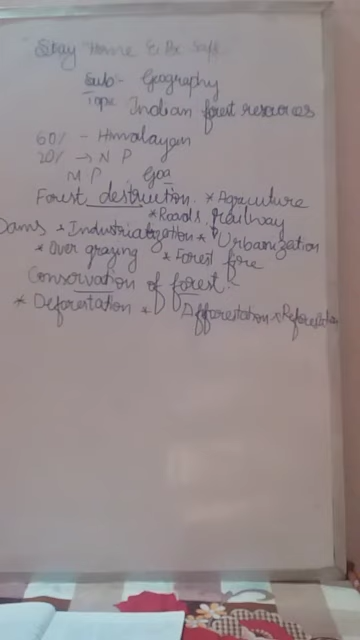 Stay Home & Be Safe
Sub- Geography
Topic Indian forest resources
60% - Himalayan
20% → N P
M P Goa
Forest destruction. * Agriculture
* Roads, railway
Dams * Industrialization * Urbanization
* Over grazing * Forest fire
Conservation of forest:-
* Deforestation * Afforestation *